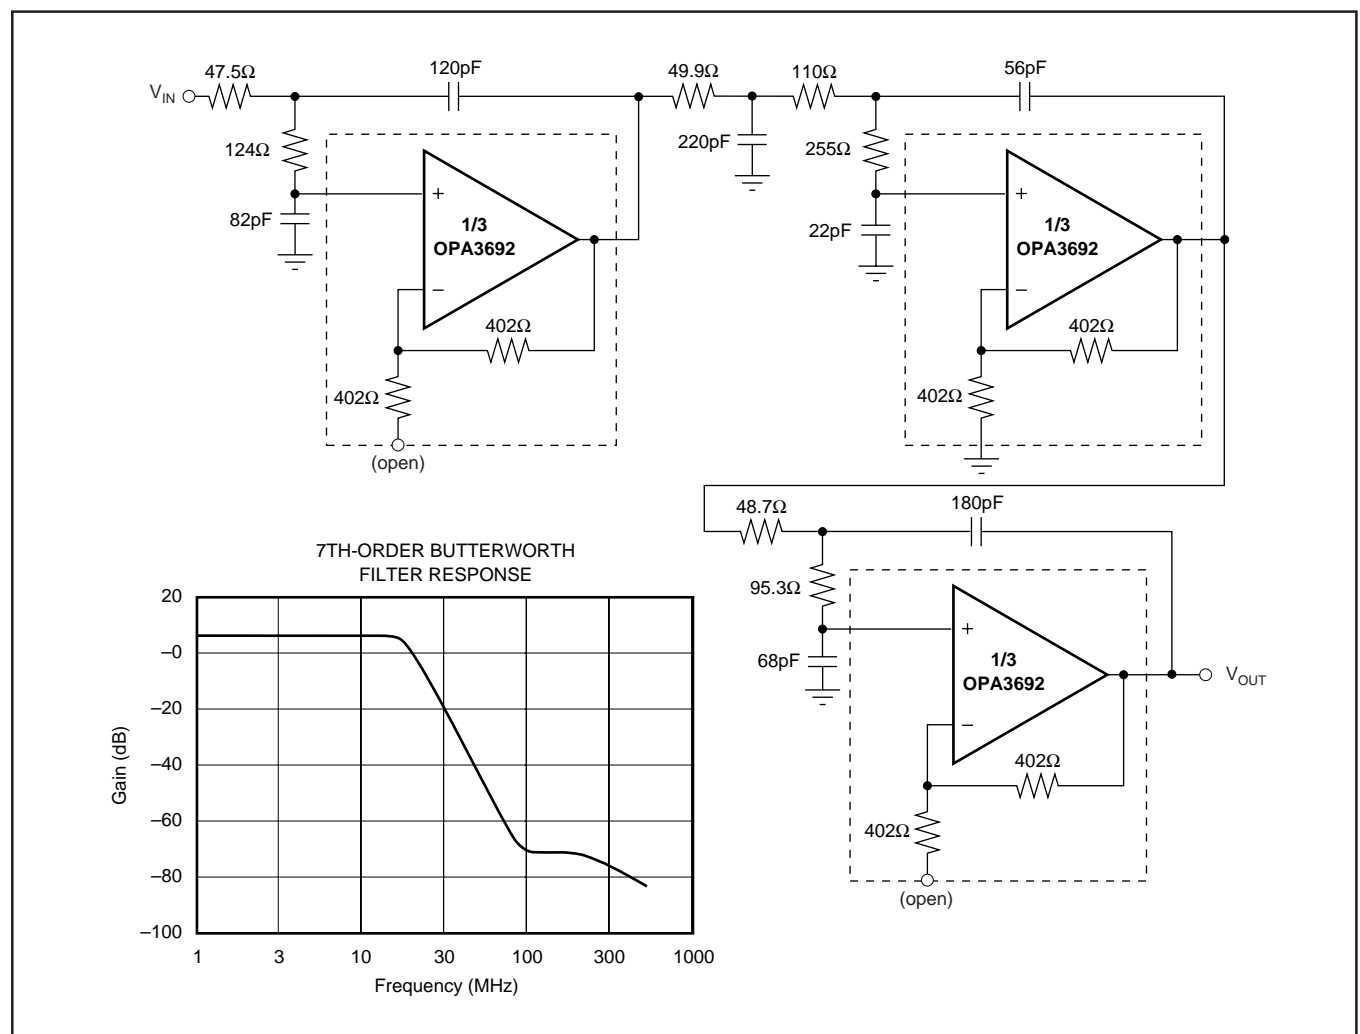 47.5Ω
120pF
49.9Ω
110Ω
56pF
VIN
124Ω
220pF
255Ω
+
+
82pF
1/3
OPA3692
22pF
1/3
OPA3692
−
−
402Ω
402Ω
402Ω
402Ω
(open)
48.7Ω
180pF
95.3Ω
+
68pF
1/3
OPA3692
VOUT
−
402Ω
402Ω
(open)
7TH-ORDER BUTTERWORTH
FILTER RESPONSE
20
–0
–20
–40
–60
–80
–100
Gain (dB)
1 3 10 30 100 300 1000
Frequency (MHz)